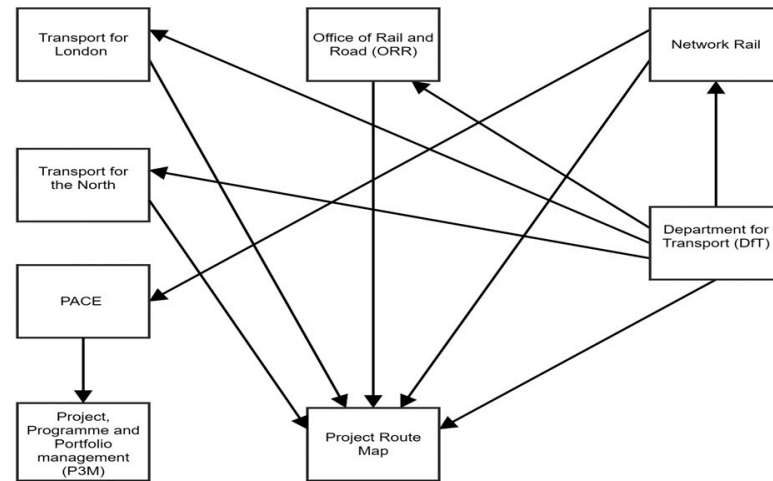 Transport for
London
Office of Rail and
Road (ORR)
Network Rail
Transport for
the North
Department for
Transport (DfT)
PACE
Project,
Programme and
Portfolio
management
(P3M)
Project Route
Map